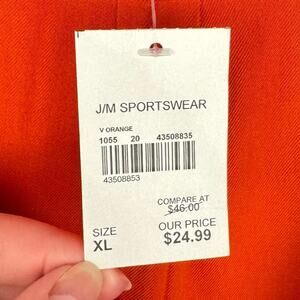 J/M SPORTSWEAR
V ORANGE
1055 20 43508835
43508853
COMPARE AT
$46.00
SIZE OUR PRICE
XL $24.99